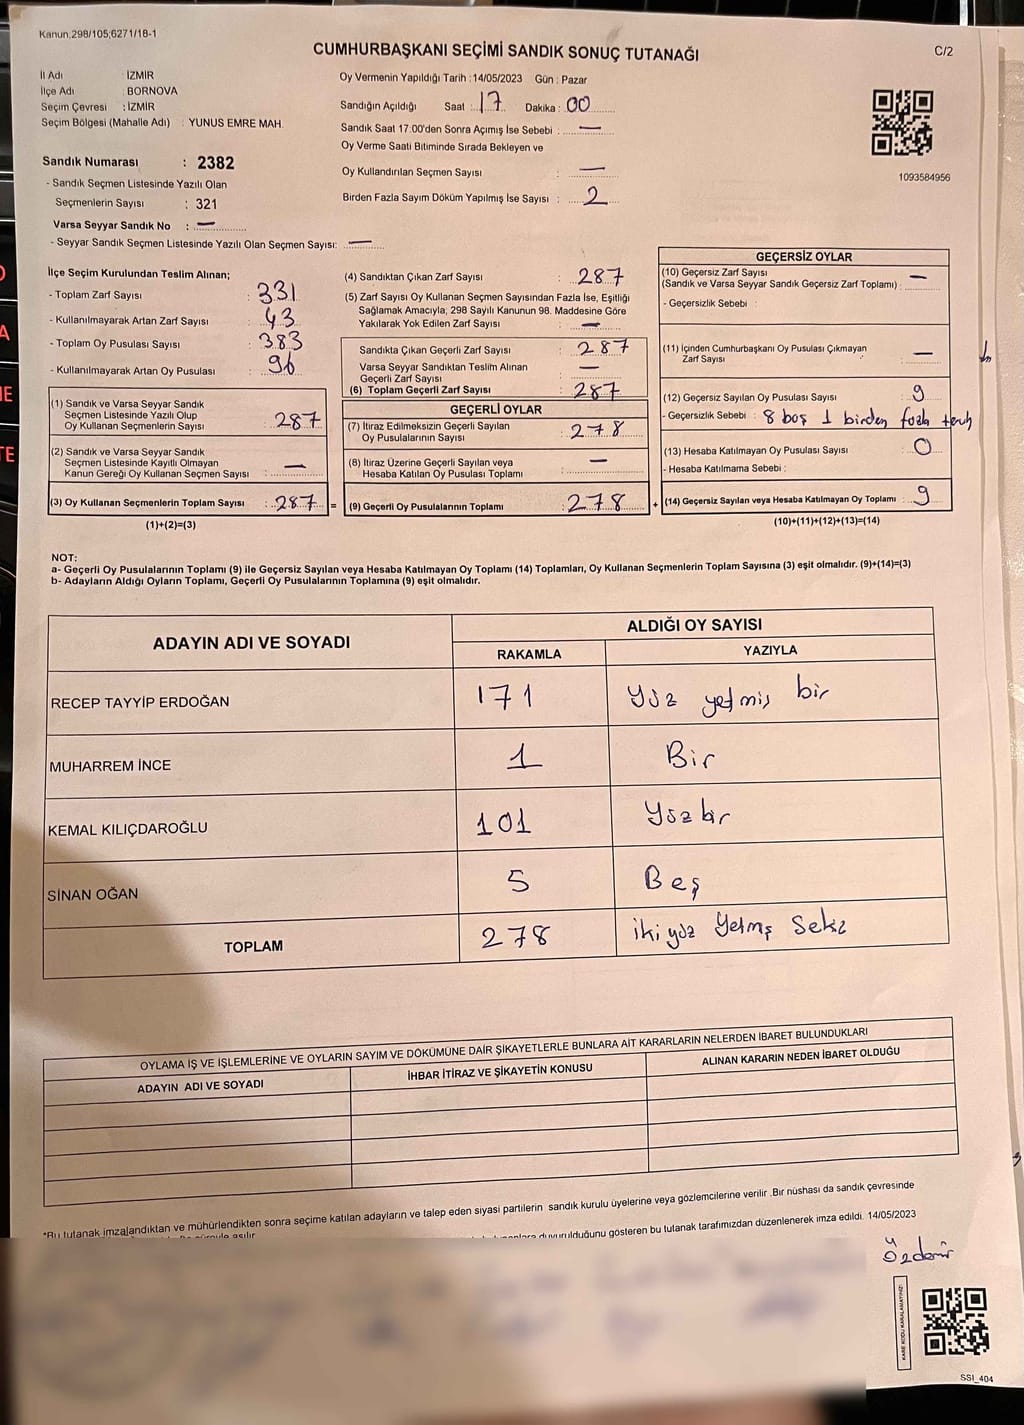 Kanun,298/105;6271/18-1
CUMHURBAŞKANI SEÇİMİ SANDIK SONUÇ TUTANAĞI
C/2
İl Adı : İZMİR
İlçe Adı : BORNOVA
Seçim Çevresi : İZMİR
Seçim Bölgesi (Mahalle Adı) : YUNUS EMRE MAH.
Sandık Numarası : 2382
- Sandık Seçmen Listesinde Yazılı Olan
Seçmenlerin Sayısı : 321
Varsa Seyyar Sandık No : —
- Seyyar Sandık Seçmen Listesinde Yazılı Olan Seçmen Sayısı: —
Oy Vermenin Yapıldığı Tarih :14/05/2023 Gün : Pazar
Sandığın Açıldığı Saat : 17 Dakika : 00
Sandık Saat 17:00'den Sonra Açımış İse Sebebi : —
Oy Verme Saati Bitiminde Sırada Bekleyen ve
Oy Kullandırılan Seçmen Sayısı : —
Birden Fazla Sayım Döküm Yapılmış İse Sayısı : 2
1093584956
İlçe Seçim Kurulundan Teslim Alınan;
- Toplam Zarf Sayısı : 331
- Kullanılmayarak Artan Zarf Sayısı : 43
- Toplam Oy Pusulası Sayısı : 383
- Kullanılmayarak Artan Oy Pusulası : 96
(1) Sandık ve Varsa Seyyar Sandık
Seçmen Listesinde Yazılı Olup
Oy Kullanan Seçmenlerin Sayısı : 287
(2) Sandık ve Varsa Seyyar Sandık
Seçmen Listesinde Kayıtlı Olmayan
Kanun Gereği Oy Kullanan Seçmen Sayısı : —
(3) Oy Kullanan Seçmenlerin Toplam Sayısı : 287 =
(1)+(2)=(3)
(4) Sandıktan Çıkan Zarf Sayısı : 287
(5) Zarf Sayısı Oy Kullanan Seçmen Sayısından Fazla İse, Eşitliği
Sağlamak Amacıyla; 298 Sayılı Kanunun 98. Maddesine Göre
Yakılarak Yok Edilen Zarf Sayısı : —
Sandıkta Çıkan Geçerli Zarf Sayısı : 287
Varsa Seyyar Sandıktan Teslim Alınan
Geçerli Zarf Sayısı : —
(6) Toplam Geçerli Zarf Sayısı : 287
GEÇERLİ OYLAR
(7) İtiraz Edilmeksizin Geçerli Sayılan
Oy Pusulalarının Sayısı : 278
(8) İtiraz Üzerine Geçerli Sayılan veya
Hesaba Katılan Oy Pusulası Toplamı : —
(9) Geçerli Oy Pusulalarının Toplamı : 278 +
GEÇERSİZ OYLAR
(10) Geçersiz Zarf Sayısı
(Sandık ve Varsa Seyyar Sandık Geçersiz Zarf Toplamı) : —
- Geçersizlik Sebebi :
(11) İçinden Cumhurbaşkanı Oy Pusulası Çıkmayan
Zarf Sayısı : —
(12) Geçersiz Sayılan Oy Pusulası Sayısı : 9
- Geçersizlik Sebebi : 8 boş 1 birden fazla tercih
(13) Hesaba Katılmayan Oy Pusulası Sayısı : 0
- Hesaba Katılmama Sebebi :
(14) Geçersiz Sayılan veya Hesaba Katılmayan Oy Toplamı : 9
(10)+(11)+(12)+(13)=(14)
NOT:
a- Geçerli Oy Pusulalarının Toplamı (9) ile Geçersiz Sayılan veya Hesaba Katılmayan Oy Toplamı (14) Toplamları, Oy Kullanan Seçmenlerin Toplam Sayısına (3) eşit olmalıdır. (9)+(14)=(3)
b- Adayların Aldığı Oyların Toplamı, Geçerli Oy Pusulalarının Toplamına (9) eşit olmalıdır.
ADAYIN ADI VE SOYADI
ALDIĞI OY SAYISI
RAKAMLA YAZIYLA
RECEP TAYYİP ERDOĞAN 171 Yüz yetmiş bir
MUHARREM İNCE 1 Bir
KEMAL KILIÇDAROĞLU 101 Yüzbir
SİNAN OĞAN 5 Beş
TOPLAM 278 iki yüz Yetmş Sekiz
OYLAMA İŞ VE İŞLEMLERİNE VE OYLARIN SAYIM VE DÖKÜMÜNE DAİR ŞİKAYETLERLE BUNLARA AİT KARARLARIN NELERDEN İBARET BULUNDUKLARI
ADAYIN ADI VE SOYADI İHBAR İTİRAZ VE ŞİKAYETİN KONUSU ALINAN KARARIN NEDEN İBARET OLDUĞU
*Bu tutanak imzalandıktan ve mühürlendikten sonra seçime katılan adayların ve talep eden siyasi partilerin sandık kurulu üyelerine veya gözlemcilerine verilir .Bir nüshası da sandık çevresinde
duyurulduğunu gösteren bu tutanak tarafımızdan düzenlenerek imza edildi. 14/05/2023
Özdemir
KARE KODU KARALAMAYINIZ!
SSI_404